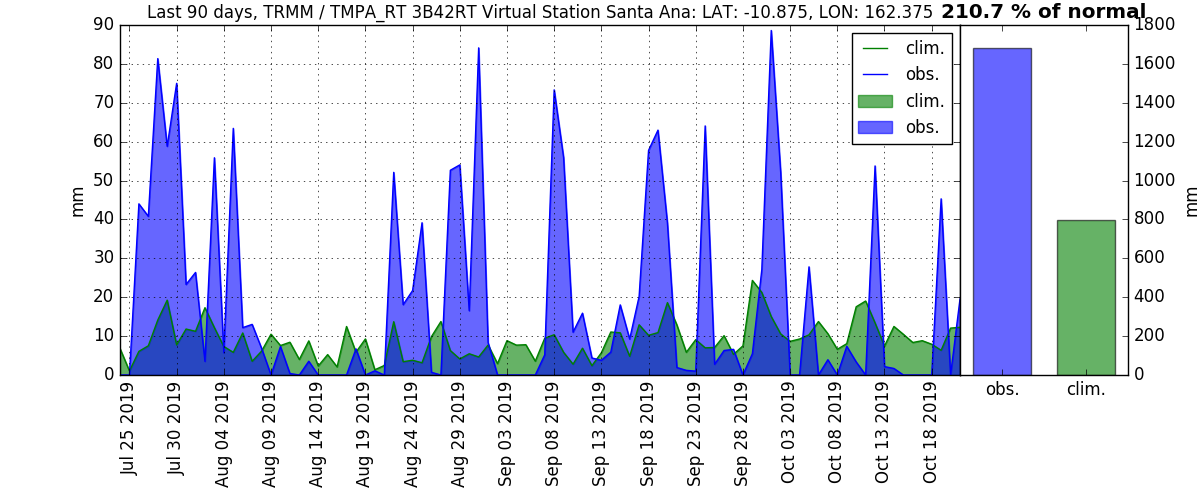 Last 90 days, TRMM / TMPA_RT 3B42RT Virtual Station Santa Ana: LAT: -10.875, LON: 162.375 210.7 % of normal
90
80
70
60
50
40
30
20
10
0
mm
clim.
obs.
clim.
obs.
1800
1600
1400
1200
1000
800
600
400
200
0
mm
Jul 25 2019
Jul 30 2019
Aug 04 2019
Aug 09 2019
Aug 14 2019
Aug 19 2019
Aug 24 2019
Aug 29 2019
Sep 03 2019
Sep 08 2019
Sep 13 2019
Sep 18 2019
Sep 23 2019
Sep 28 2019
Oct 03 2019
Oct 08 2019
Oct 13 2019
Oct 18 2019
obs.
clim.